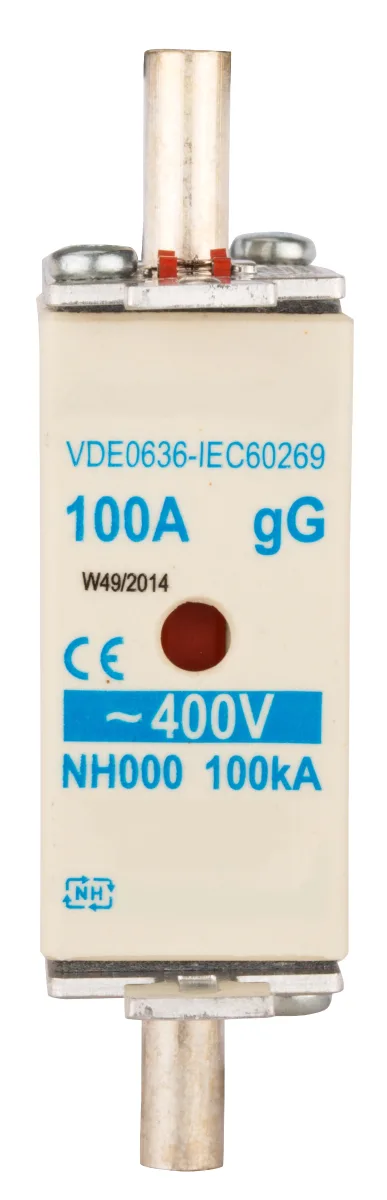 VDE0636-IEC60269
100A gG
W49/2014
CE
~400V
NH000 100kA
NH